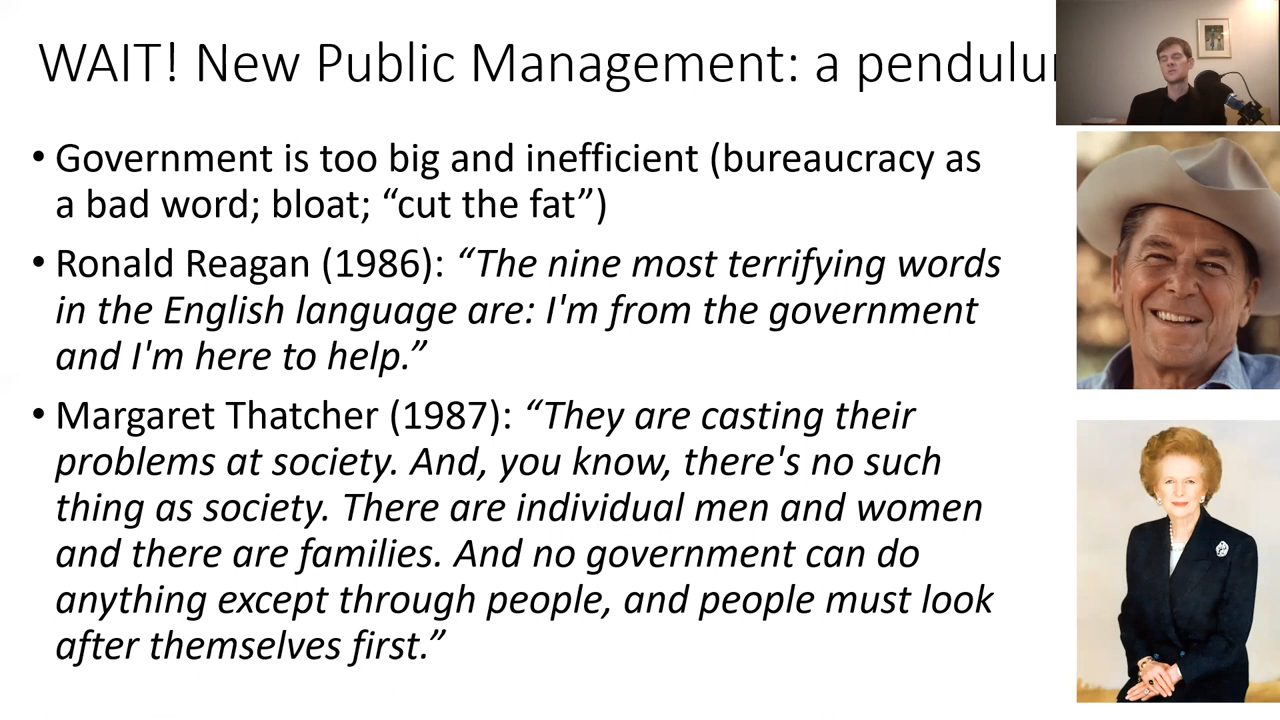 WAIT! New Public Management: a
• Government is too big and inefficient (bureaucracy as
a bad word; bloat; “cut the fat”)
• Ronald Reagan (1986): “The nine most terrifying words
in the English language are: I'm from the government
and I'm here to help.”
• Margaret Thatcher (1987): “They are casting their
problems at society. And, you know, there's no such
thing as society. There are individual men and women
and there are families. And no government can do
anything except through people, and people must look
after themselves first.”